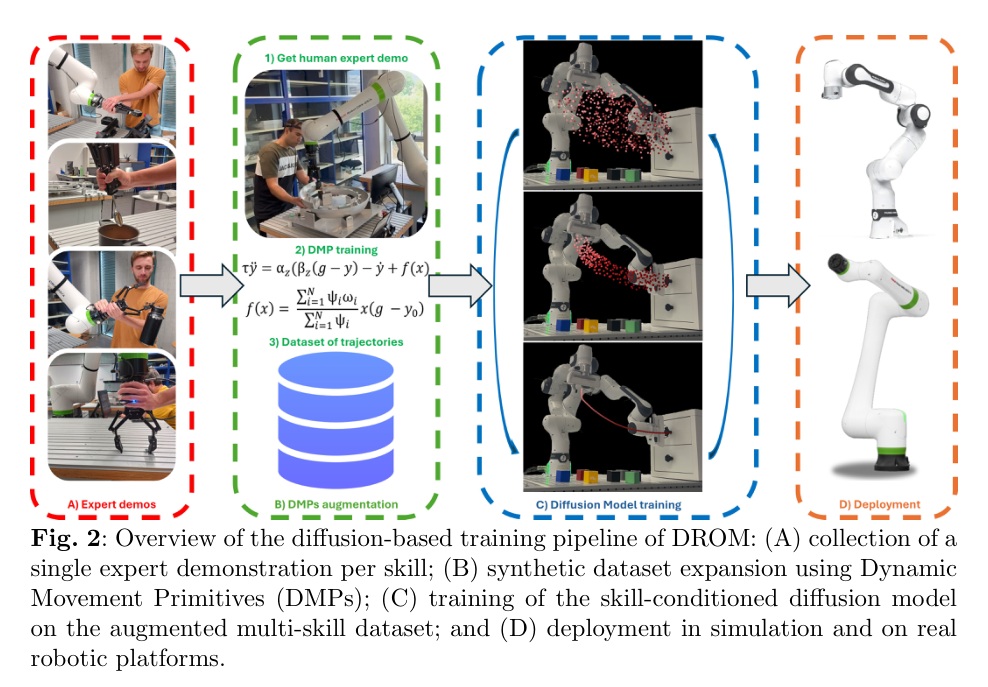 1) Get human expert demo
2) DMP training
τÿ = α_z(β_z(g − y) − ẏ + f(x)
f(x) = \frac{∑_{i=1}^{N} ψ_i ω_i}{∑_{i=1}^{N} ψ_i} x(g − y_0)
3) Dataset of trajectories
A) Expert demos
B) DMPs augmentation
C) Diffusion Model training
D) Deployment
Fig. 2: Overview of the diffusion-based training pipeline of DROM: (A) collection of a
single expert demonstration per skill; (B) synthetic dataset expansion using Dynamic
Movement Primitives (DMPs); (C) training of the skill-conditioned diffusion model
on the augmented multi-skill dataset; and (D) deployment in simulation and on real
robotic platforms.